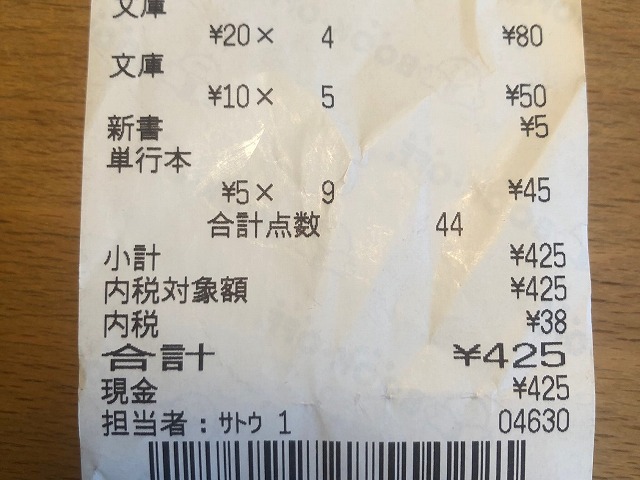 文庫
¥20× 4 ¥80
文庫
¥10× 5 ¥50
新書 ¥5
単行本
¥5× 9 ¥45
合計点数 44
小計 ¥425
内税対象額 ¥425
内税 ¥38
合計 ¥425
現金 ¥425
担当者：ｻﾄｳ 1 04630